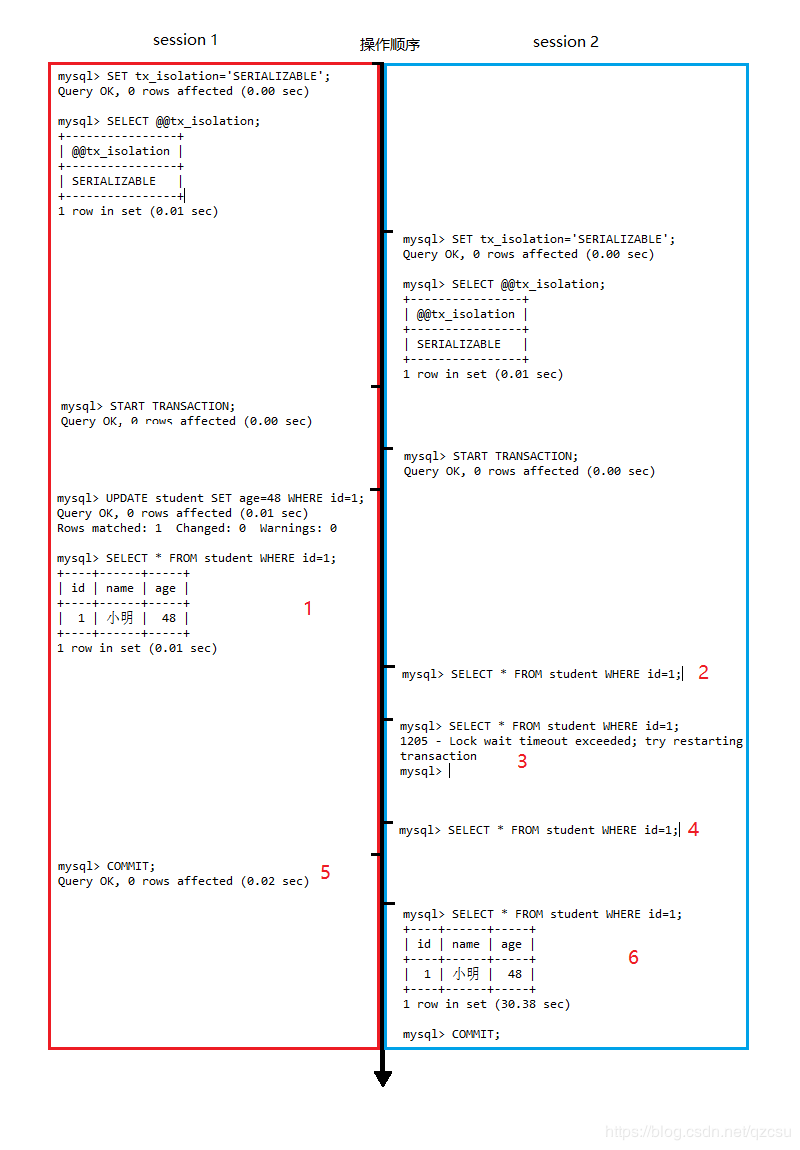 session 1
操作顺序
session 2
mysql> SET tx_isolation='SERIALIZABLE';
Query OK, 0 rows affected (0.00 sec)
mysql> SELECT @@tx_isolation;
+----------------+
| @@tx_isolation |
+----------------+
| SERIALIZABLE   |
+----------------+
1 row in set (0.01 sec)
mysql> SET tx_isolation='SERIALIZABLE';
Query OK, 0 rows affected (0.00 sec)
mysql> SELECT @@tx_isolation;
+----------------+
| @@tx_isolation |
+----------------+
| SERIALIZABLE   |
+----------------+
1 row in set (0.01 sec)
mysql> START TRANSACTION;
Query OK, 0 rows affected (0.00 sec)
mysql> START TRANSACTION;
Query OK, 0 rows affected (0.00 sec)
mysql> UPDATE student SET age=48 WHERE id=1;
Query OK, 0 rows affected (0.01 sec)
Rows matched: 1  Changed: 0  Warnings: 0
mysql> SELECT * FROM student WHERE id=1;
+----+------+-----+
| id | name | age |
+----+------+-----+
|  1 | 小明 |  48 |
+----+------+-----+
1 row in set (0.01 sec)
1
mysql> SELECT * FROM student WHERE id=1;
2
mysql> SELECT * FROM student WHERE id=1;
1205 - Lock wait timeout exceeded; try restarting
transaction
mysql>
3
mysql> SELECT * FROM student WHERE id=1;
4
mysql> COMMIT;
Query OK, 0 rows affected (0.02 sec)
5
mysql> SELECT * FROM student WHERE id=1;
+----+------+-----+
| id | name | age |
+----+------+-----+
|  1 | 小明 |  48 |
+----+------+-----+
1 row in set (30.38 sec)
6
mysql> COMMIT;
https://blog.csdn.net/qzcsu